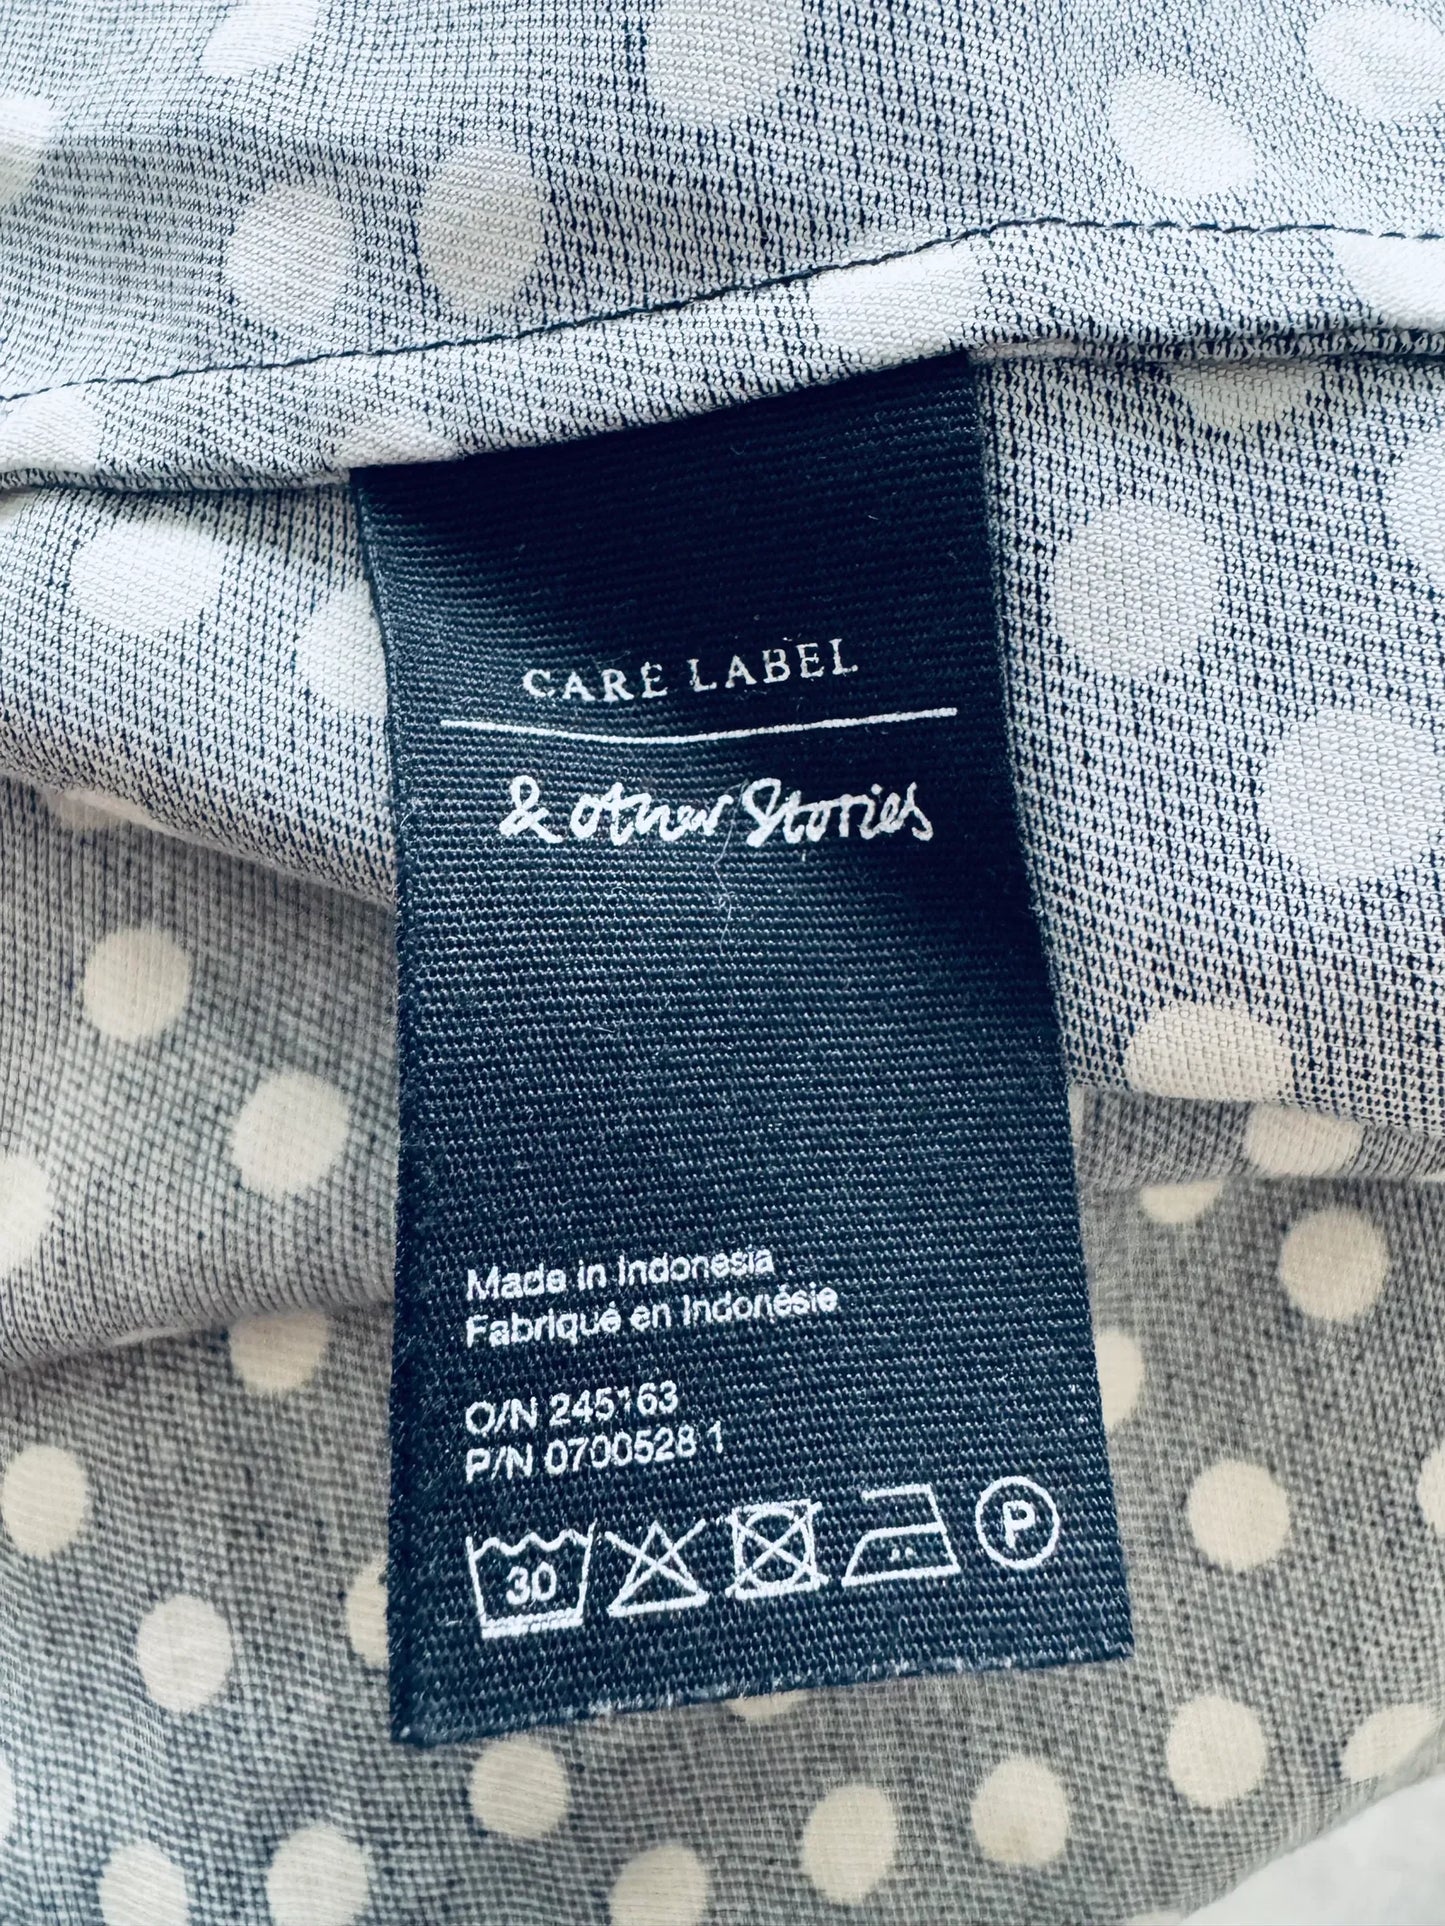 CARE LABEL
& other Stories
Made in Indonesia
Fabriqué en Indonésie
O/N 245163
P/N 0700528 1
30
P